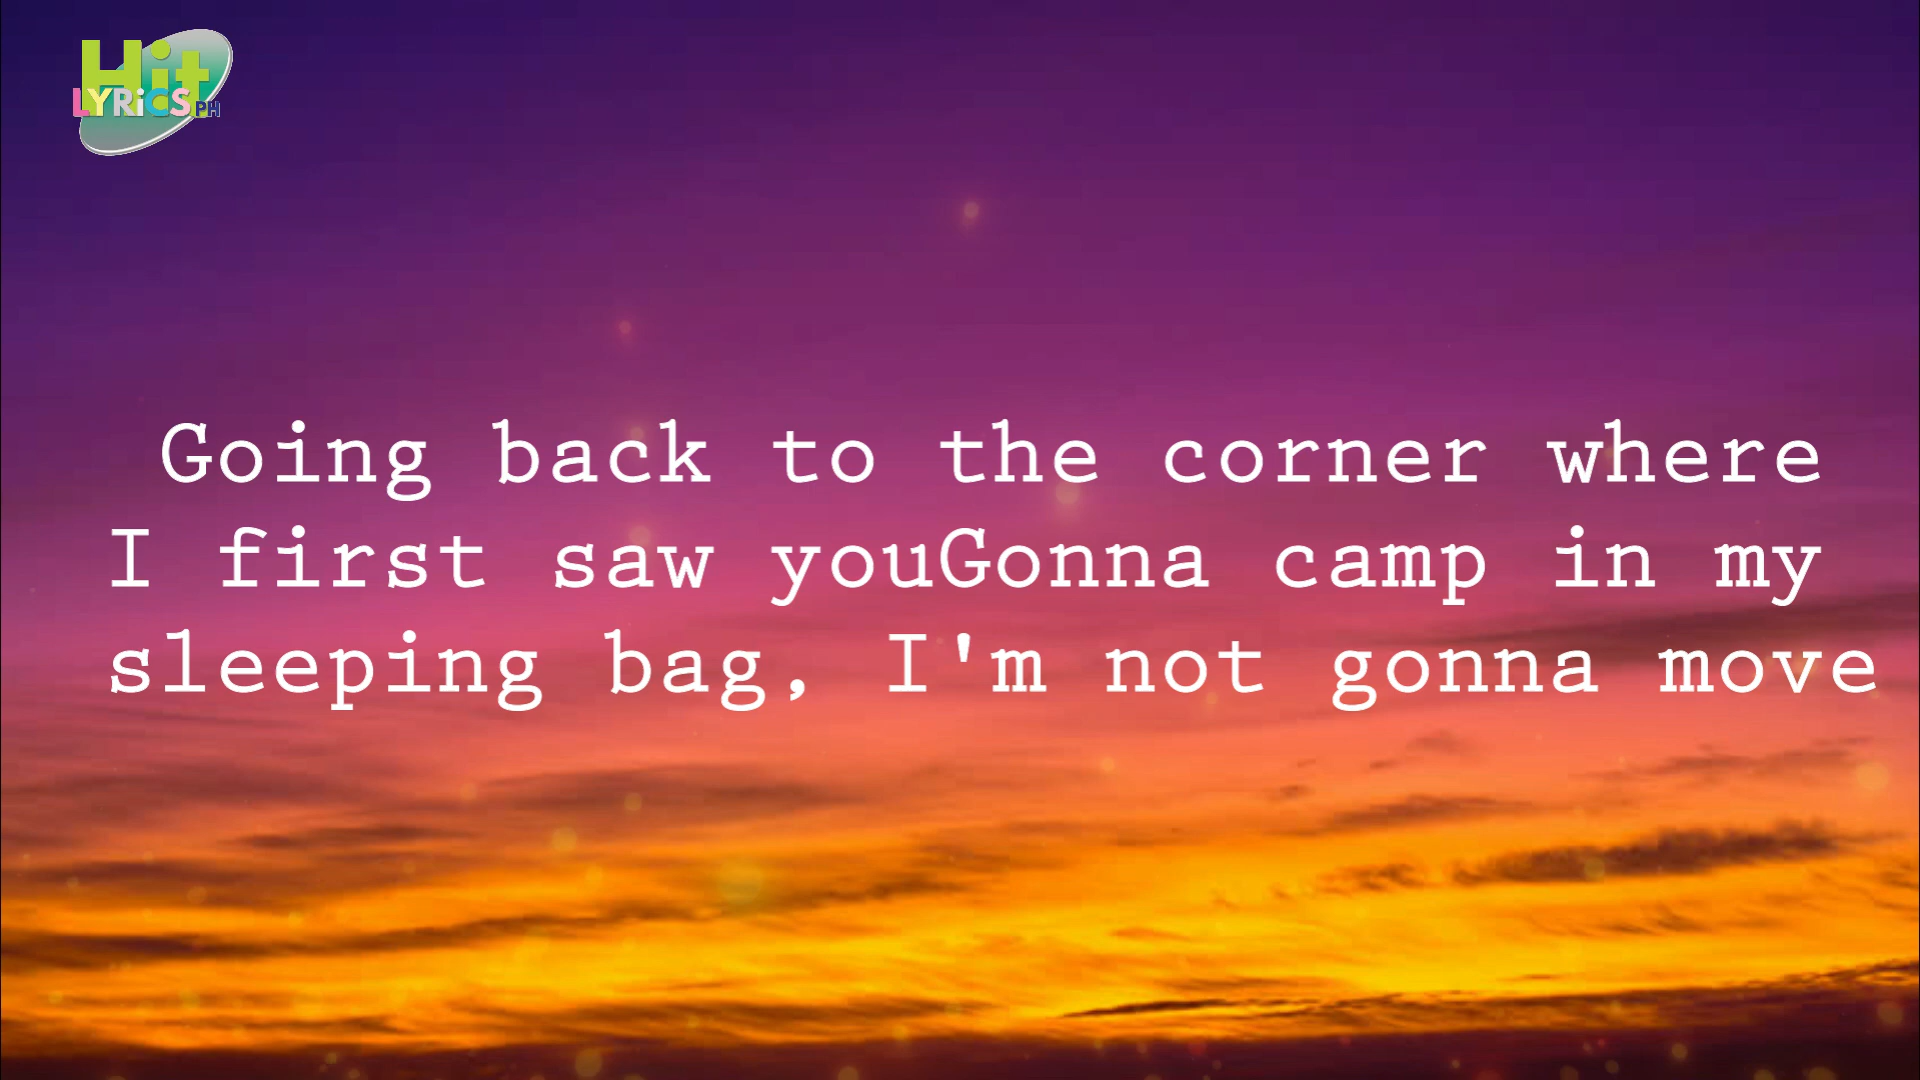 Hit
LYRiCS PH
Going back to the corner where
I first saw youGonna camp in my
sleeping bag, I'm not gonna move